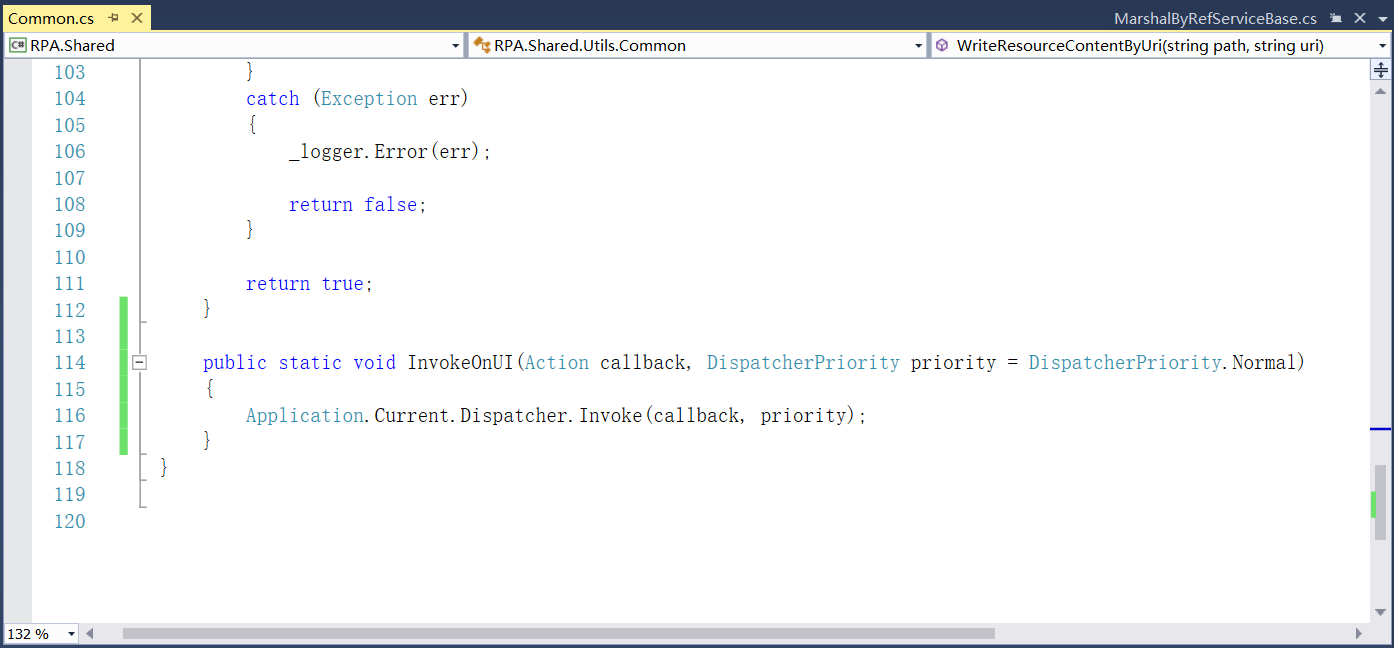 Common.cs
MarshalByRefServiceBase.cs
C# RPA.Shared
RPA.Shared.Utils.Common
WriteResourceContentByUri(string path, string uri)
103 }
104 catch (Exception err)
105 {
106 _logger.Error(err);
107
108 return false;
109 }
110
111 return true;
112 }
113
114 public static void InvokeOnUI(Action callback, DispatcherPriority priority = DispatcherPriority.Normal)
115 {
116 Application.Current.Dispatcher.Invoke(callback, priority);
117 }
118 }
119
120
132 %